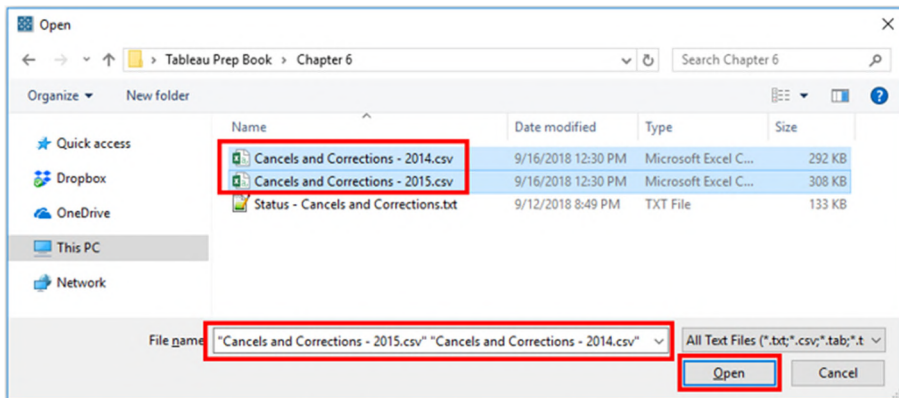 Open
Tableau Prep Book > Chapter 6
Search Chapter 6
Organize New folder
Name Date modified Type Size
Quick access
Cancels and Corrections - 2014.csv 9/16/2018 12:30 PM Microsoft Excel C... 292 KB
Dropbox
Cancels and Corrections - 2015.csv 9/16/2018 12:30 PM Microsoft Excel C... 308 KB
Status - Cancels and Corrections.txt 9/12/2018 8:49 PM TXT File 133 KB
OneDrive
This PC
Network
File name "Cancels and Corrections - 2015.csv" "Cancels and Corrections - 2014.csv" All Text Files (*.txt;*.csv;*.tab;*.t
Open Cancel